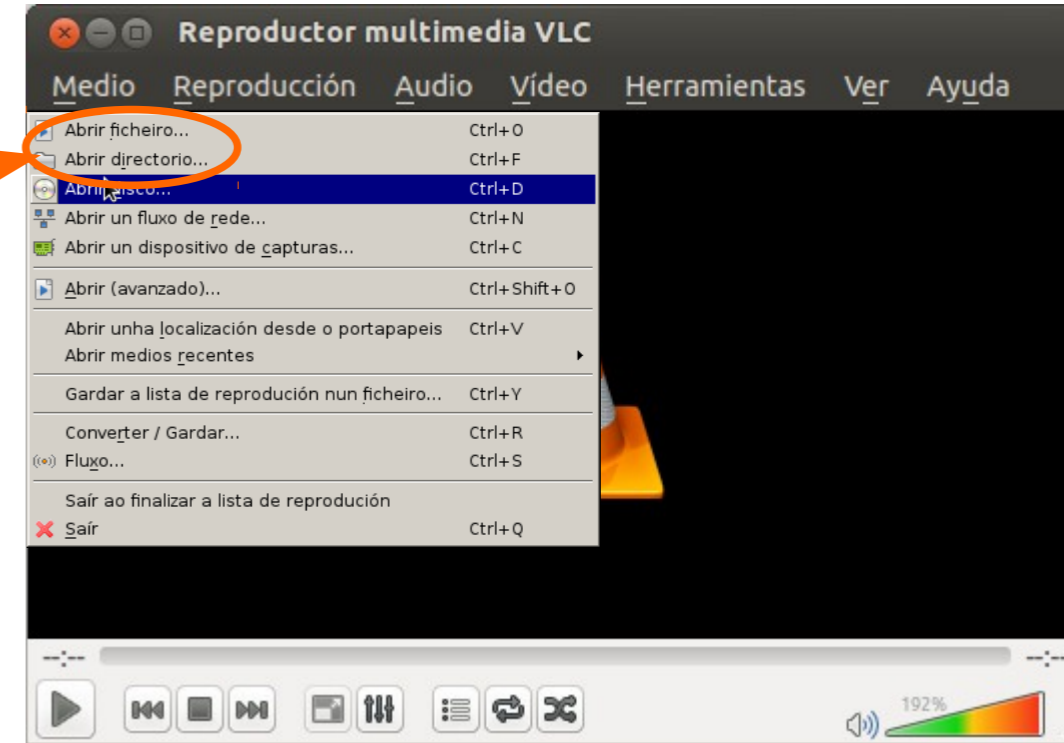 Reproductor multimedia VLC
Medio Reproducción Audio Vídeo Herramientas Ver Ayuda
Abrir ficheiro... Ctrl+O
Abrir directorio... Ctrl+F
Abrir disco... Ctrl+D
Abrir un fluxo de rede... Ctrl+N
Abrir un dispositivo de capturas... Ctrl+C
Abrir (avanzado)... Ctrl+Shift+O
Abrir unha localización desde o portapapeis Ctrl+V
Abrir medios recentes
Gardar a lista de reprodución nun ficheiro... Ctrl+Y
Converter / Gardar... Ctrl+R
Fluxo... Ctrl+S
Saír ao finalizar a lista de reprodución
Saír Ctrl+Q
--:-- --:--
192%